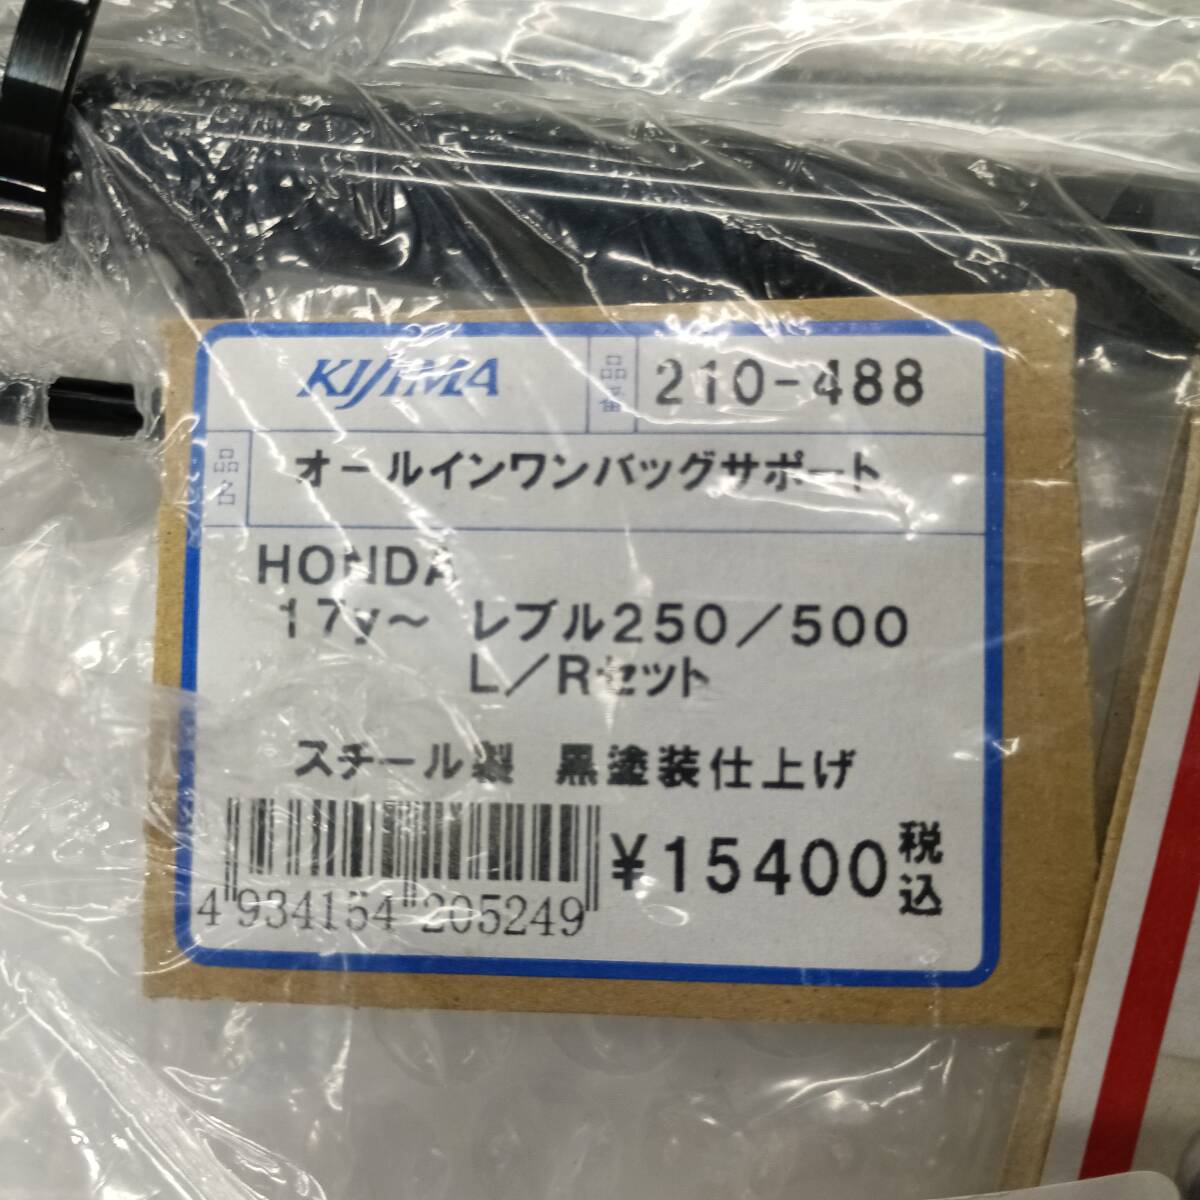 KIJIMA 品番 210-488
品名 オールインワンバッグサポート
HONDA
17y～ レブル250／500
L／Rセット
スチール製 黒塗装仕上げ
¥15400 税込
4 934154 205249